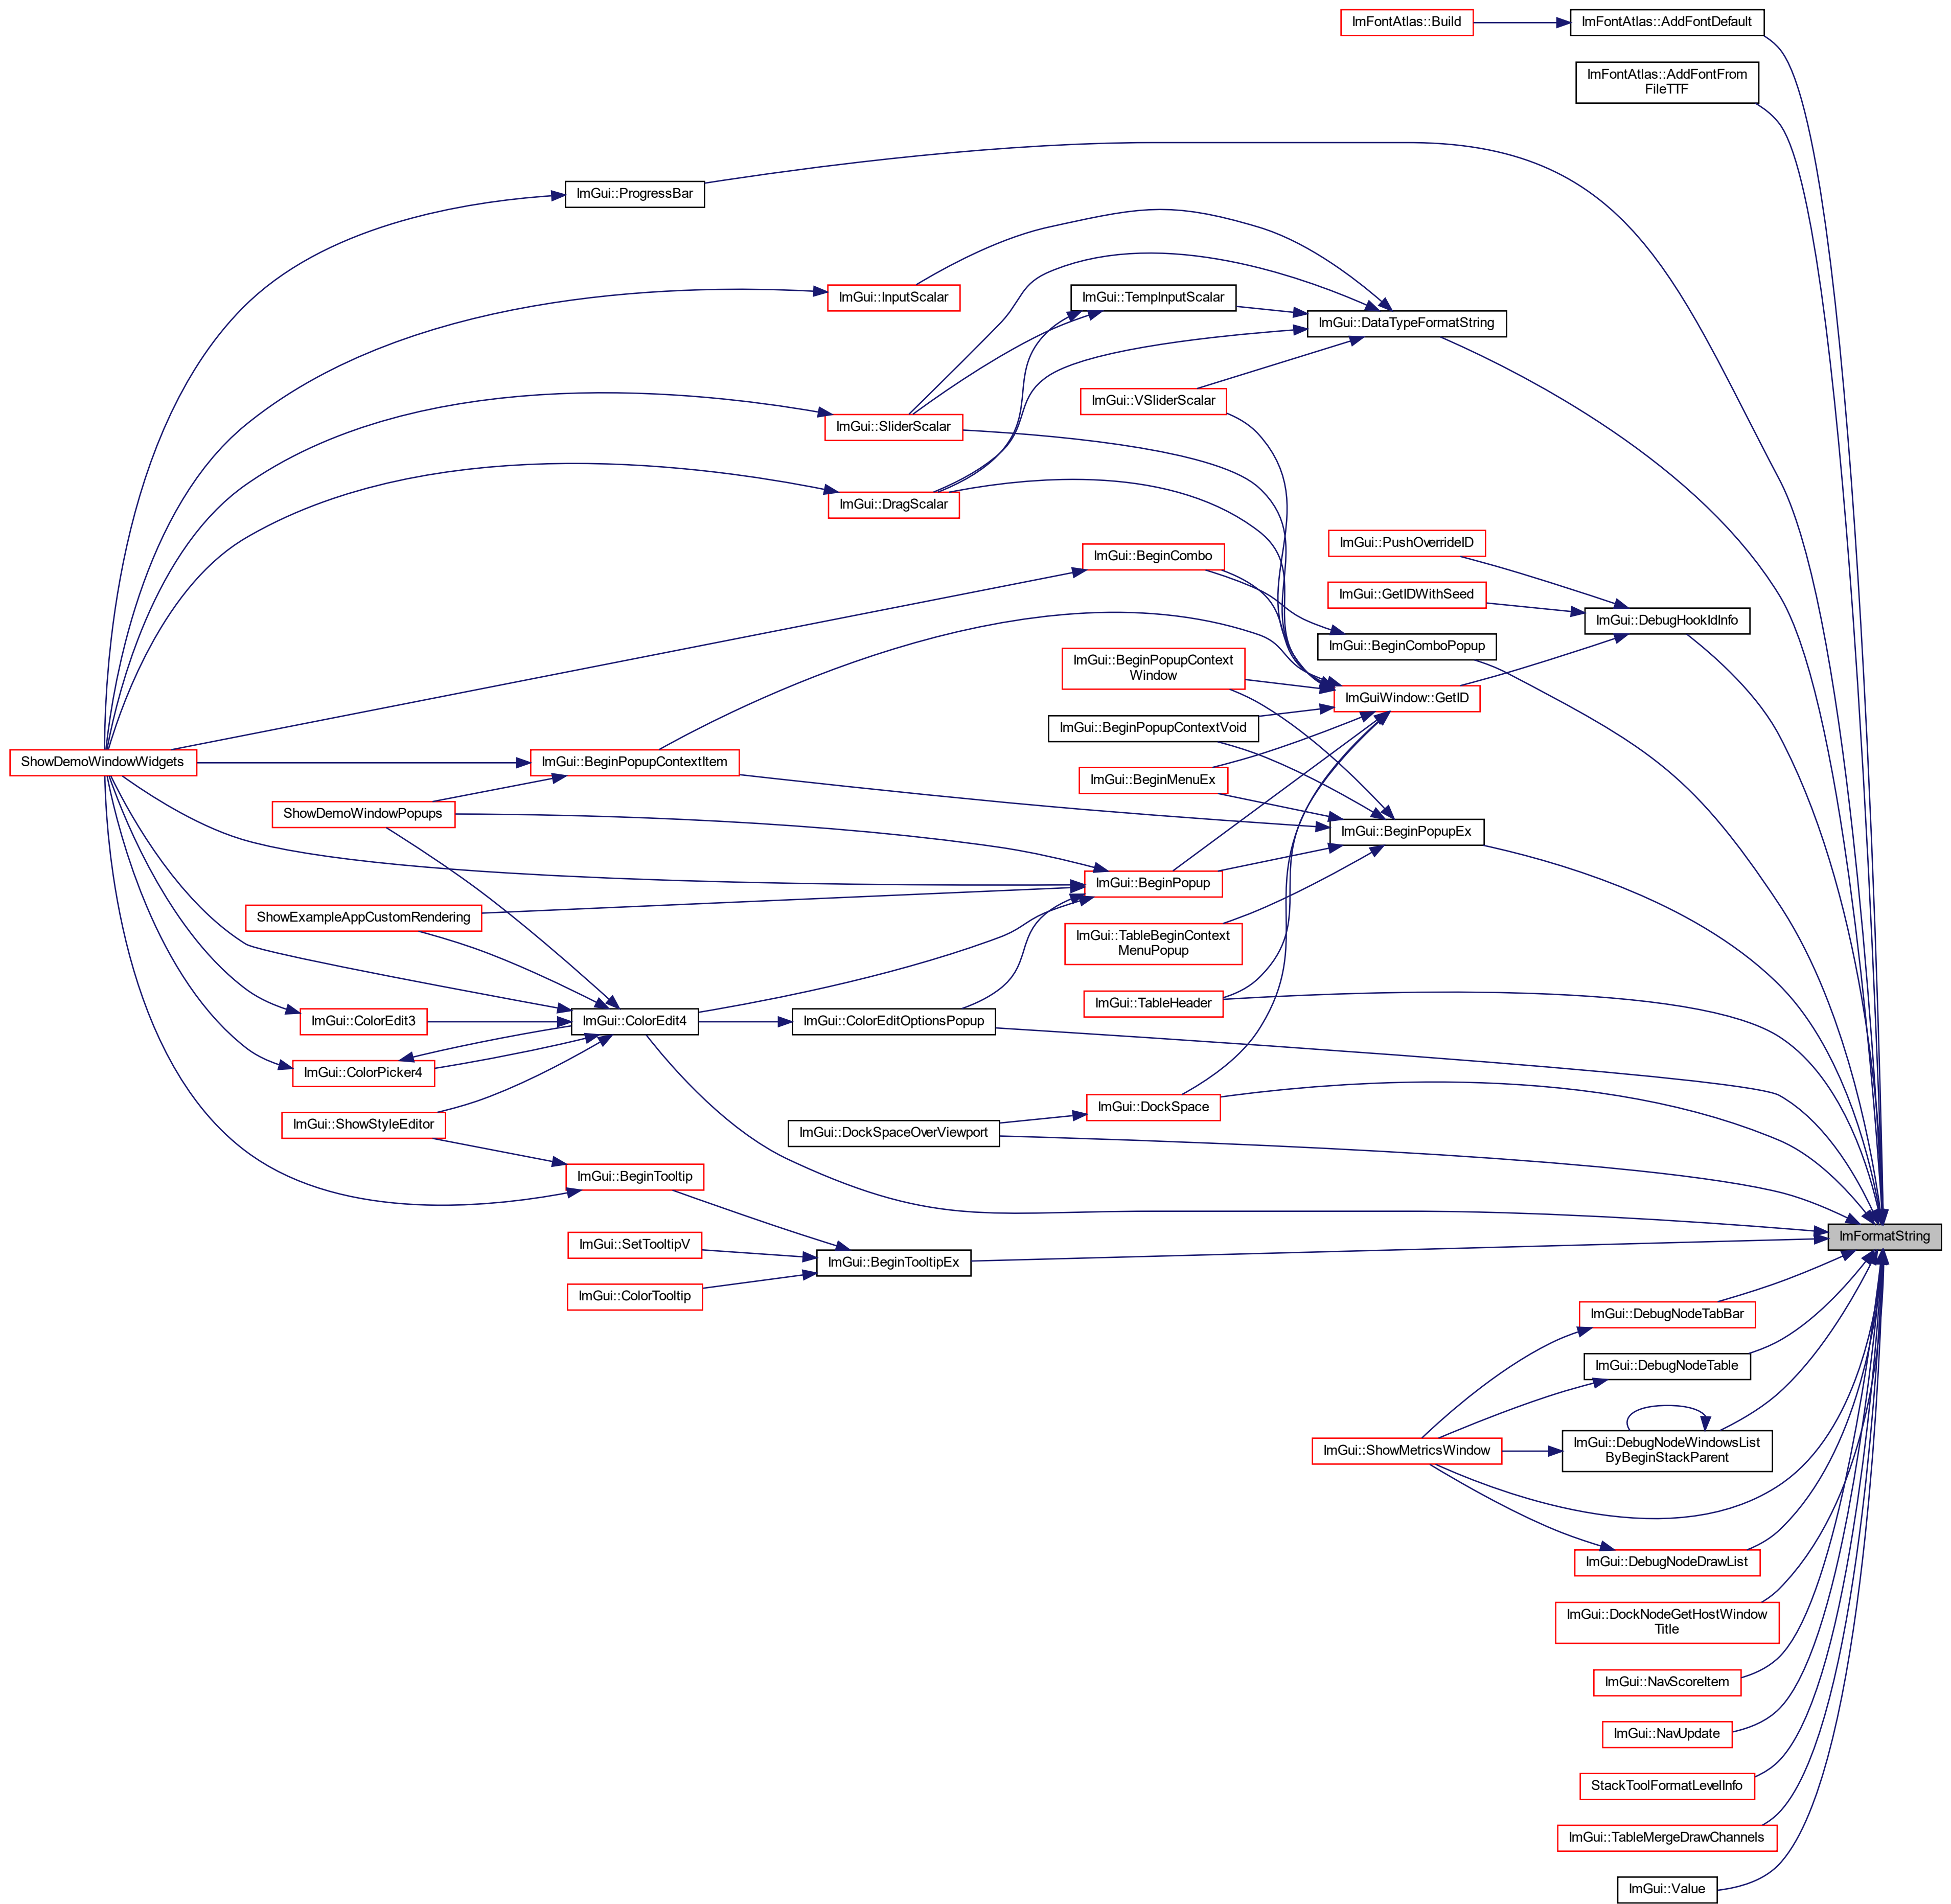 ImFontAtlas::Build
ImFontAtlas::AddFontDefault
ImFontAtlas::AddFontFrom
FileTTF
ImGui::ProgressBar
ImGui::InputScalar
ImGui::TempInputScalar
ImGui::DataTypeFormatString
ImGui::VSliderScalar
ImGui::SliderScalar
ImGui::DragScalar
ImGui::PushOverrideID
ImGui::BeginCombo
ImGui::GetIDWithSeed
ImGui::DebugHookIdInfo
ImGui::BeginComboPopup
ImGui::BeginPopupContext
Window
ImGuiWindow::GetID
ImGui::BeginPopupContextVoid
ShowDemoWindowWidgets
ImGui::BeginPopupContextItem
ImGui::BeginMenuEx
ShowDemoWindowPopups
ImGui::BeginPopupEx
ImGui::BeginPopup
ShowExampleAppCustomRendering
ImGui::TableBeginContext
MenuPopup
ImGui::TableHeader
ImGui::ColorEdit3
ImGui::ColorEdit4
ImGui::ColorEditOptionsPopup
ImGui::ColorPicker4
ImGui::DockSpace
ImGui::ShowStyleEditor
ImGui::DockSpaceOverViewport
ImGui::BeginTooltip
ImFormatString
ImGui::SetTooltipV
ImGui::BeginTooltipEx
ImGui::ColorTooltip
ImGui::DebugNodeTabBar
ImGui::DebugNodeTable
ImGui::ShowMetricsWindow
ImGui::DebugNodeWindowsList
ByBeginStackParent
ImGui::DebugNodeDrawList
ImGui::DockNodeGetHostWindow
Title
ImGui::NavScoreItem
ImGui::NavUpdate
StackToolFormatLevelInfo
ImGui::TableMergeDrawChannels
ImGui::Value